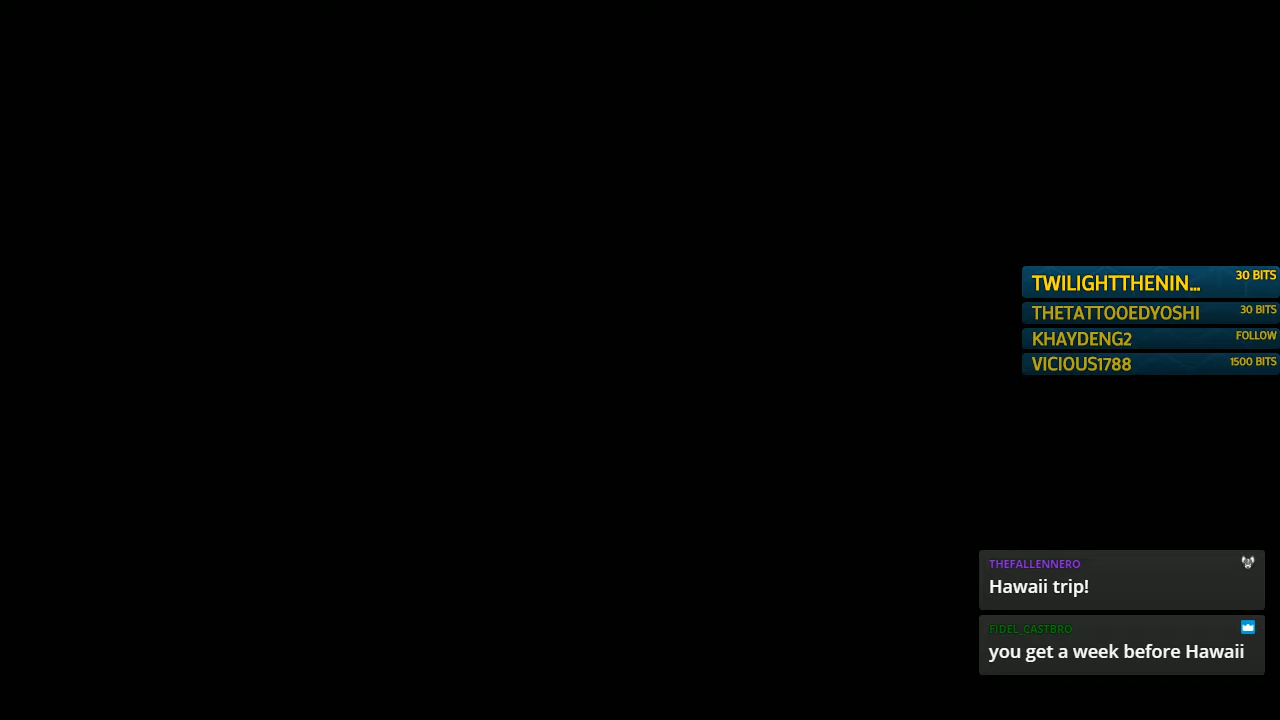 TWILIGHTTHENIN... 30 BITS
THETATTOOEDYOSHI 30 BITS
KHAYDENG2 FOLLOW
VICIOUS1788 1500 BITS
THEFALLENNERO
Hawaii trip!
FIDEL_CASTBRO
you get a week before Hawaii